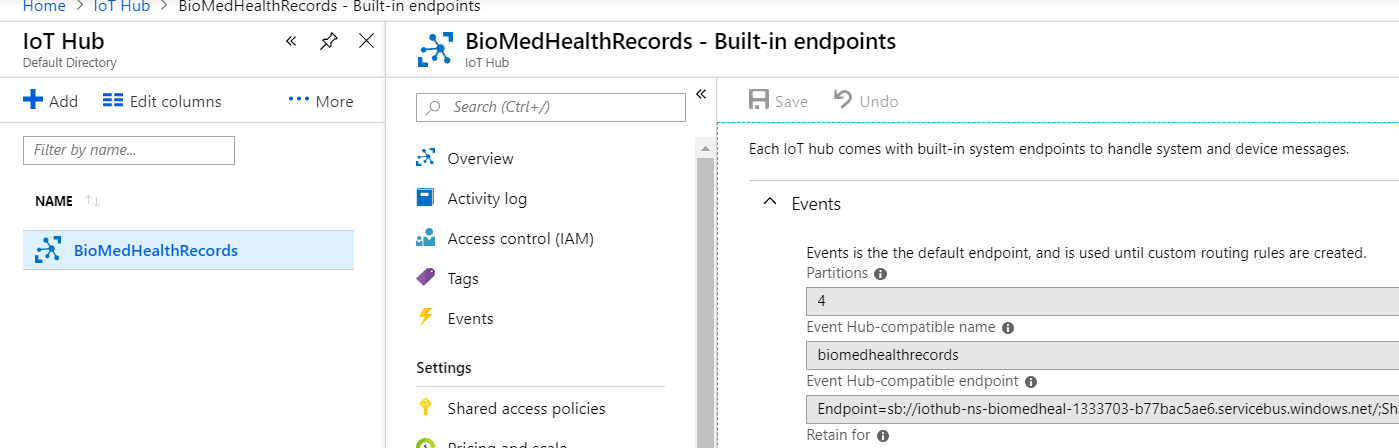 Home > IoT Hub > BioMedHealthRecords - Built-in endpoints
IoT Hub
Default Directory
Add
Edit columns
More
Filter by name...
NAME
BioMedHealthRecords
BioMedHealthRecords - Built-in endpoints
IoT Hub
Search (Ctrl+/)
Overview
Activity log
Access control (IAM)
Tags
Events
Settings
Shared access policies
Pricing and scale
Save
Undo
Each IoT hub comes with built-in system endpoints to handle system and device messages.
Events
Events is the the default endpoint, and is used until custom routing rules are created.
Partitions
4
Event Hub-compatible name
biomedhealthrecords
Event Hub-compatible endpoint
Endpoint=sb://iothub-ns-biomedheal-1333703-b77bac5ae6.servicebus.windows.net/;Sh
Retain for